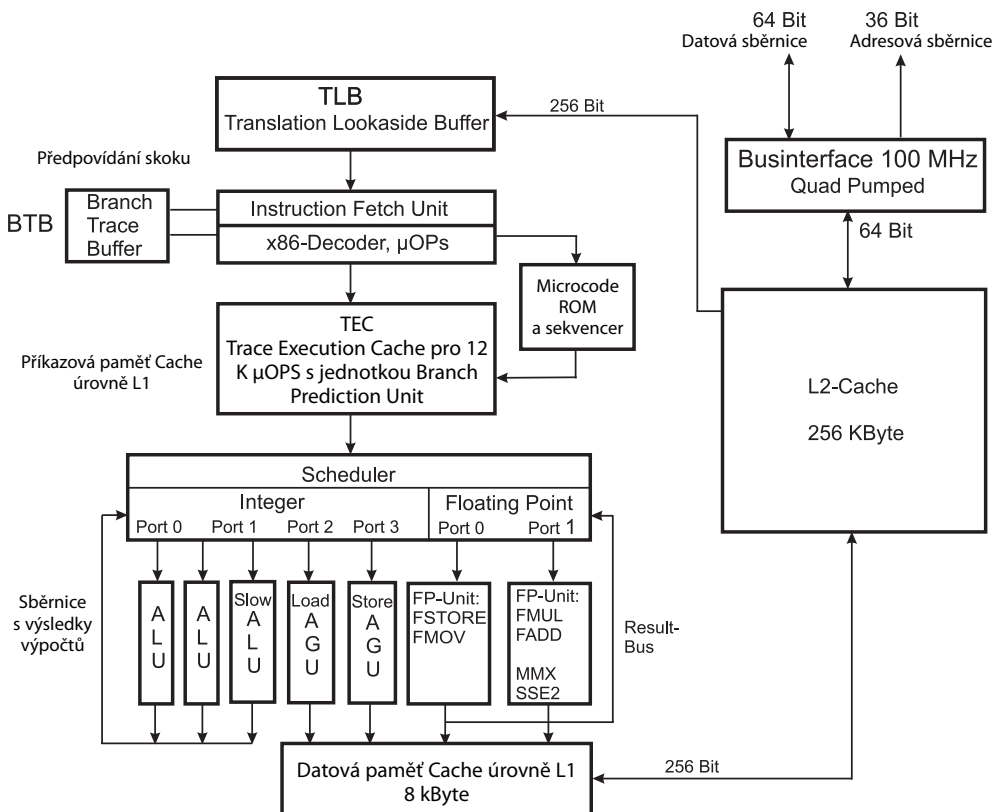 64 Bit
Datová sběrnice
36 Bit
Adresová sběrnice
TLB
Translation Lookaside Buffer
256 Bit
Businterface 100 MHz
Quad Pumped
Předpovídání skoku
BTB
Branch
Trace
Buffer
Instruction Fetch Unit
x86-Decoder, µOPs
64 Bit
Microcode
ROM
a sekvencer
Příkazová paměť Cache
úrovně L1
TEC
Trace Execution Cache pro 12
K µOPS s jednotkou Branch
Prediction Unit
L2-Cache
256 KByte
Scheduler
Integer
Floating Point
Port 0
Port 1
Port 2
Port 3
Port 0
Port 1
Sběrnice
s výsledky
výpočtů
A
L
U
A
L
U
Slow
A
L
U
Load
A
G
U
Store
A
G
U
FP-Unit:
FSTORE
FMOV
FP-Unit:
FMUL
FADD
MMX
SSE2
Result-
Bus
Datová paměť Cache úrovně L1
8 kByte
256 Bit